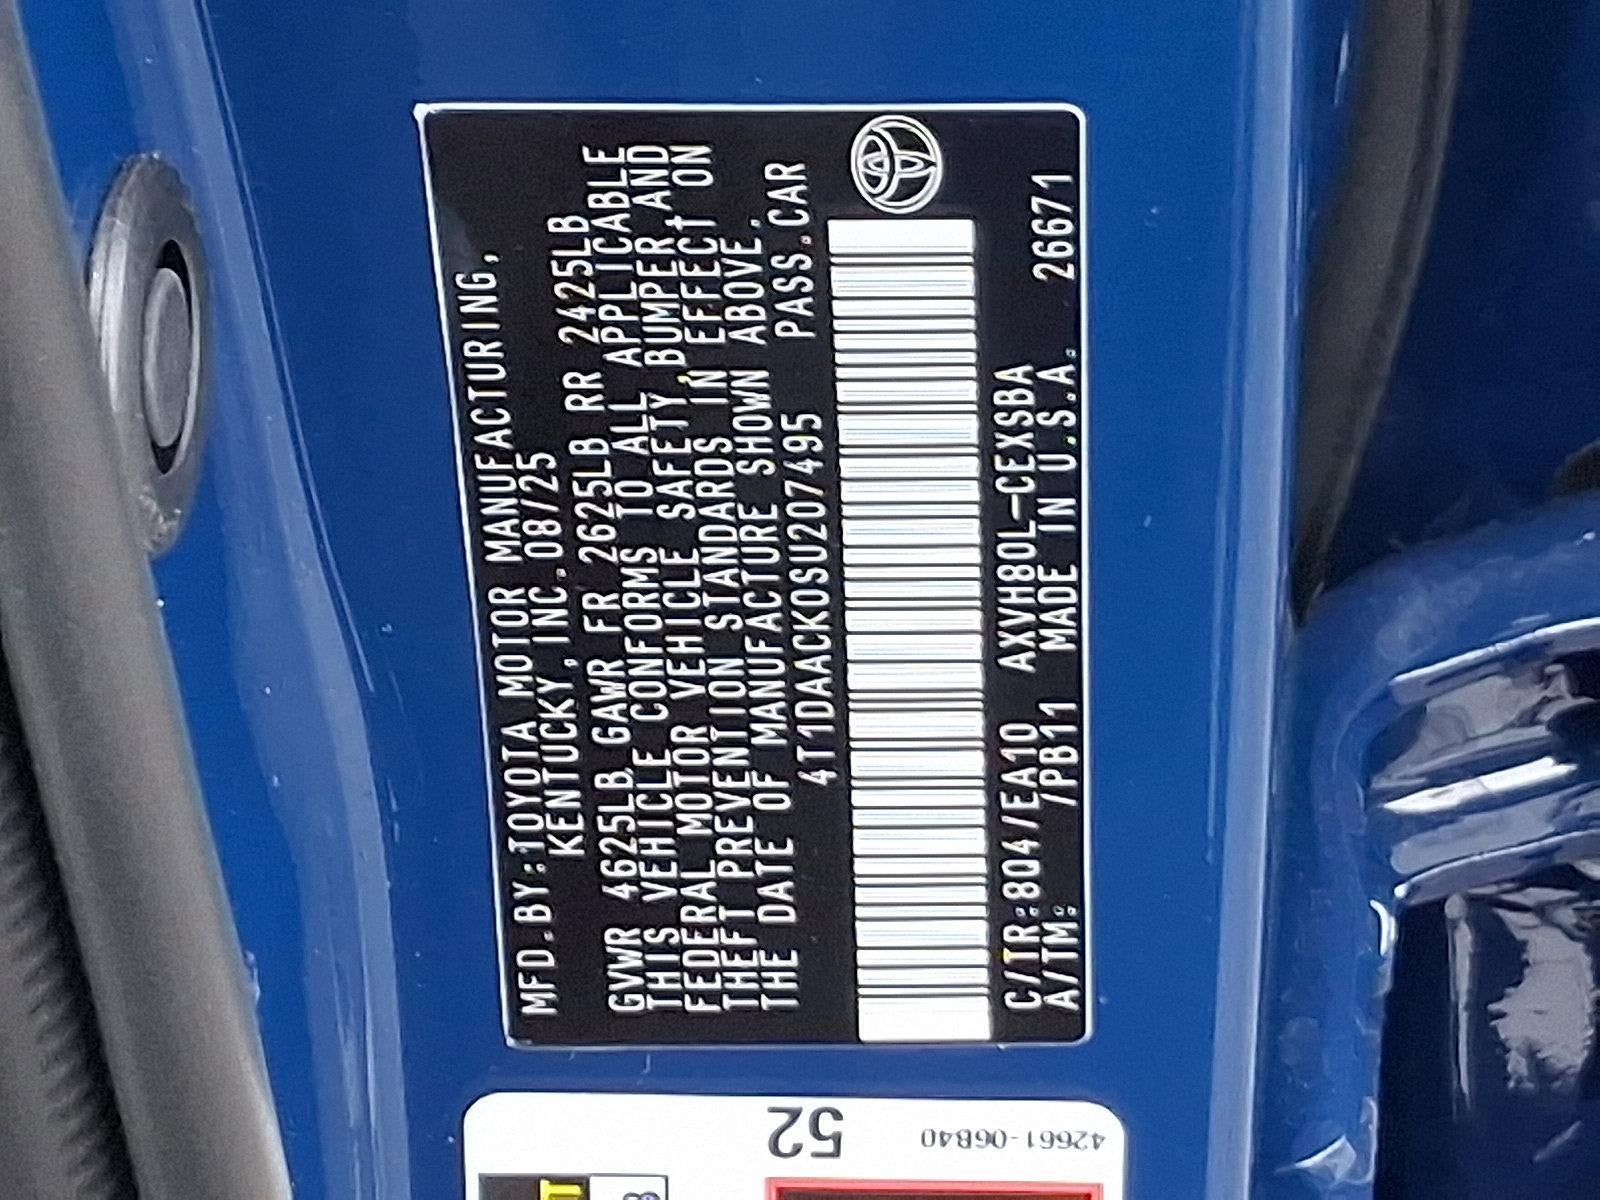 MFD.BY:TOYOTA MOTOR MANUFACTURING,
KENTUCKY,INC.08/25
GVWR 4625LB GAWR FR 2625LB RR 2425LB
THIS VEHICLE CONFORMS TO ALL APPLICABLE
FEDERAL MOTOR VEHICLE SAFETY,BUMPER,AND
THEFT PREVENTION STANDARDS IN EFFECT ON
THE DATE OF MANUFACTURE SHOWN ABOVE.
4T1DAACK0SU207495 PASS.CAR
C/TR:804/EA10 AXVH80L-CEXSBA
A/TM: /PB11 MADE IN U.S.A. 26671
52
42661-06B40